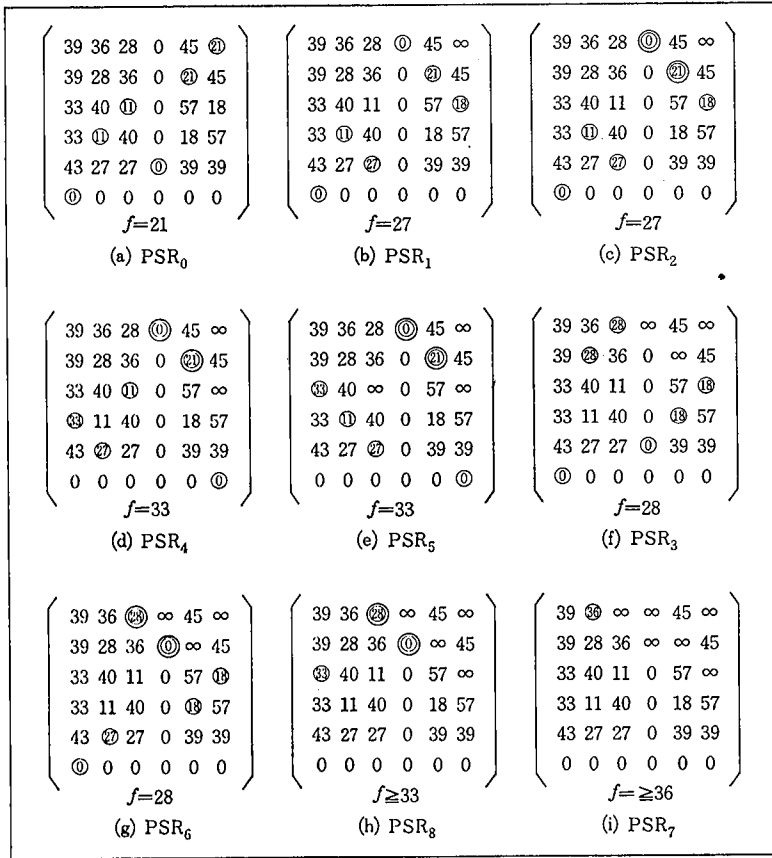 39 36 28 0 45 ㉑
39 28 36 0 ㉑ 45
33 40 ⑪ 0 57 18
33 ⑪ 40 0 18 57
43 27 27 ⓪ 39 39
⓪ 0 0 0 0 0
f=21
(a) PSR₀
39 36 28 ⓪ 45 ∞
39 28 36 0 ㉑ 45
33 40 11 0 57 ⑱
33 ⑪ 40 0 18 57
43 27 ㉗ 0 39 39
⓪ 0 0 0 0 0
f=27
(b) PSR₁
39 36 28 ⓪ 45 ∞
39 28 36 0 ㉑ 45
33 40 11 0 57 ⑱
33 ⑪ 40 0 18 57
43 27 ㉗ 0 39 39
⓪ 0 0 0 0 0
f=27
(c) PSR₂
39 36 28 ⓪ 45 ∞
39 28 36 0 ㉑ 45
33 40 ⑪ 0 57 ∞
㉝ 11 40 0 18 57
43 ㉗ 27 0 39 39
0 0 0 0 0 ⓪
f=33
(d) PSR₄
39 36 28 ⓪ 45 ∞
39 28 36 0 ㉑ 45
㉝ 40 ∞ 0 57 ∞
33 ⑪ 40 0 18 57
43 27 ㉗ 0 39 39
0 0 0 0 0 ⓪
f=33
(e) PSR₅
39 36 ㉘ ∞ 45 ∞
39 ㉘ 36 0 ∞ 45
33 40 11 0 57 ⑱
33 11 40 0 ⑱ 57
43 27 27 ⓪ 39 39
⓪ 0 0 0 0 0
f=28
(f) PSR₃
39 36 ㉘ ∞ 45 ∞
39 28 36 ⓪ ∞ 45
33 40 11 0 57 ⑱
33 11 40 0 ⑱ 57
43 ㉗ 27 0 39 39
⓪ 0 0 0 0 0
f=28
(g) PSR₆
39 36 ㉘ ∞ 45 ∞
39 28 36 ⓪ ∞ 45
㉝ 40 11 0 57 ∞
33 11 40 0 18 57
43 27 27 0 39 39
0 0 0 0 0 0
f≧33
(h) PSR₈
39 ㊱ ∞ ∞ 45 ∞
39 28 36 ∞ ∞ 45
33 40 11 0 57 ∞
33 11 40 0 18 57
43 27 27 0 39 39
0 0 0 0 0 0
f=≧36
(i) PSR₇